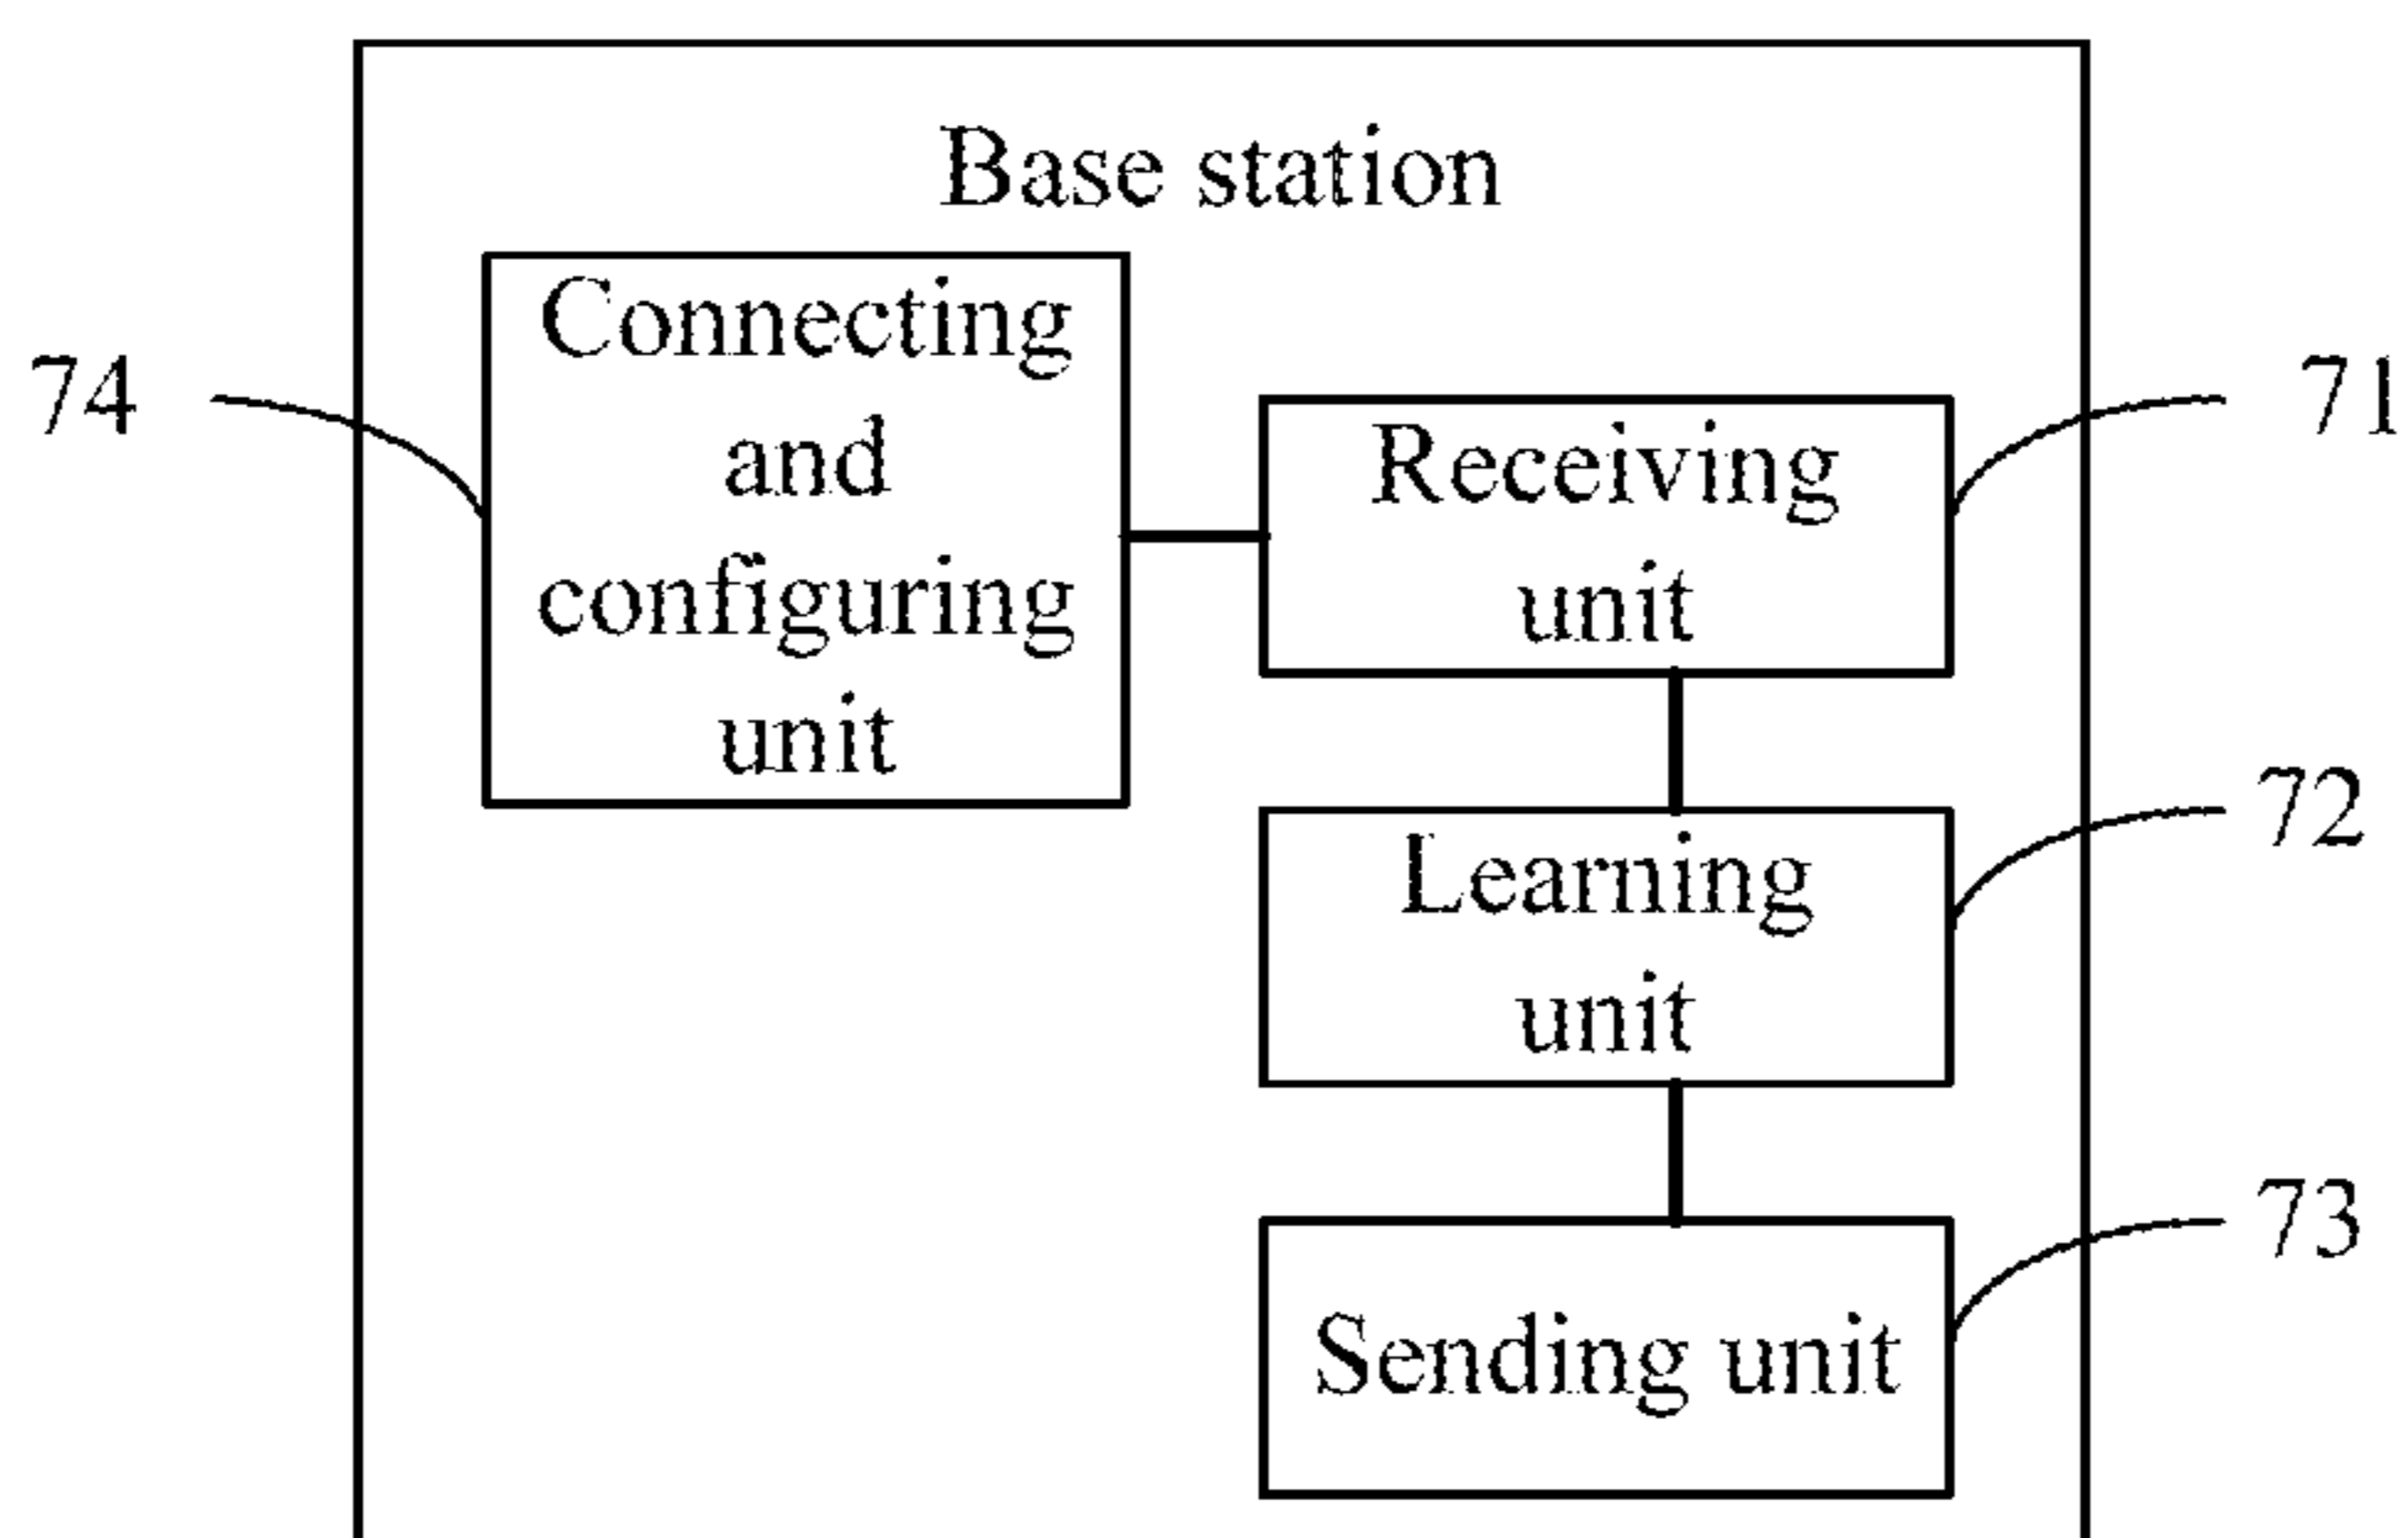 Base station
Connecting
and
configuring
unit
74
Receiving
unit
71
Learning
unit
72
Sending unit
73